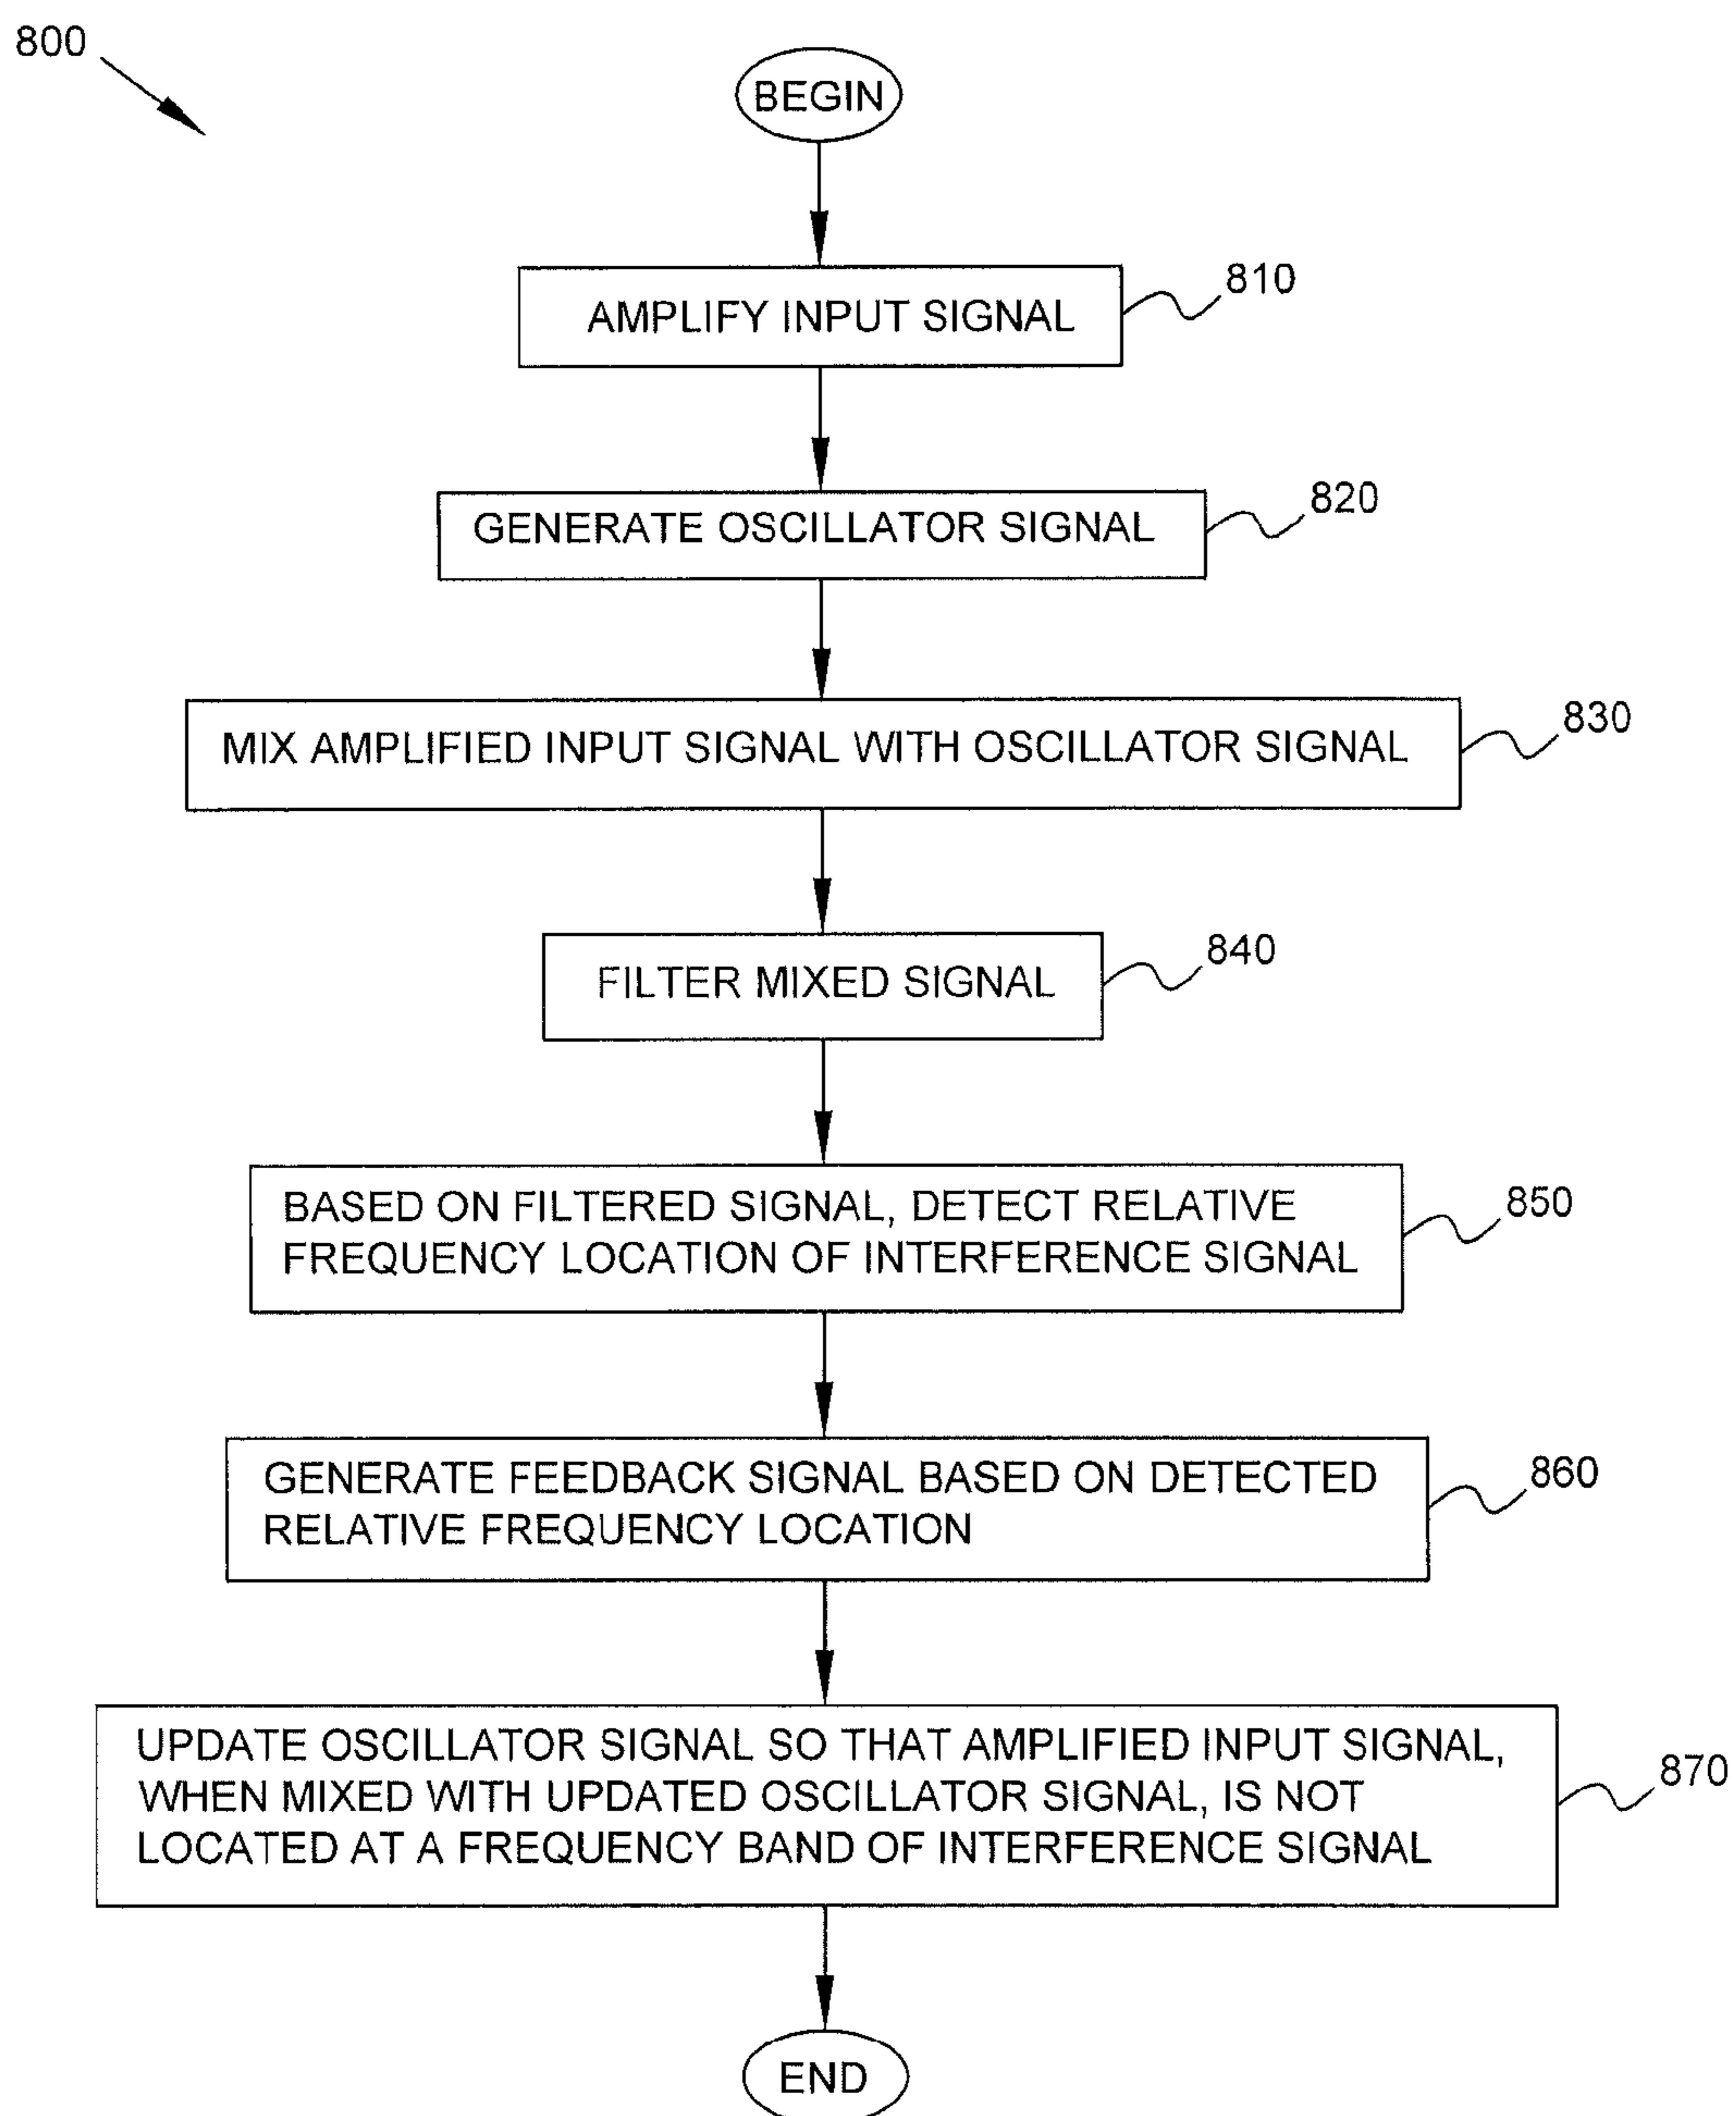 800
BEGIN
AMPLIFY INPUT SIGNAL
810
GENERATE OSCILLATOR SIGNAL
820
MIX AMPLIFIED INPUT SIGNAL WITH OSCILLATOR SIGNAL
830
FILTER MIXED SIGNAL
840
BASED ON FILTERED SIGNAL, DETECT RELATIVE
FREQUENCY LOCATION OF INTERFERENCE SIGNAL
850
GENERATE FEEDBACK SIGNAL BASED ON DETECTED
RELATIVE FREQUENCY LOCATION
860
UPDATE OSCILLATOR SIGNAL SO THAT AMPLIFIED INPUT SIGNAL,
WHEN MIXED WITH UPDATED OSCILLATOR SIGNAL, IS NOT
LOCATED AT A FREQUENCY BAND OF INTERFERENCE SIGNAL
870
END